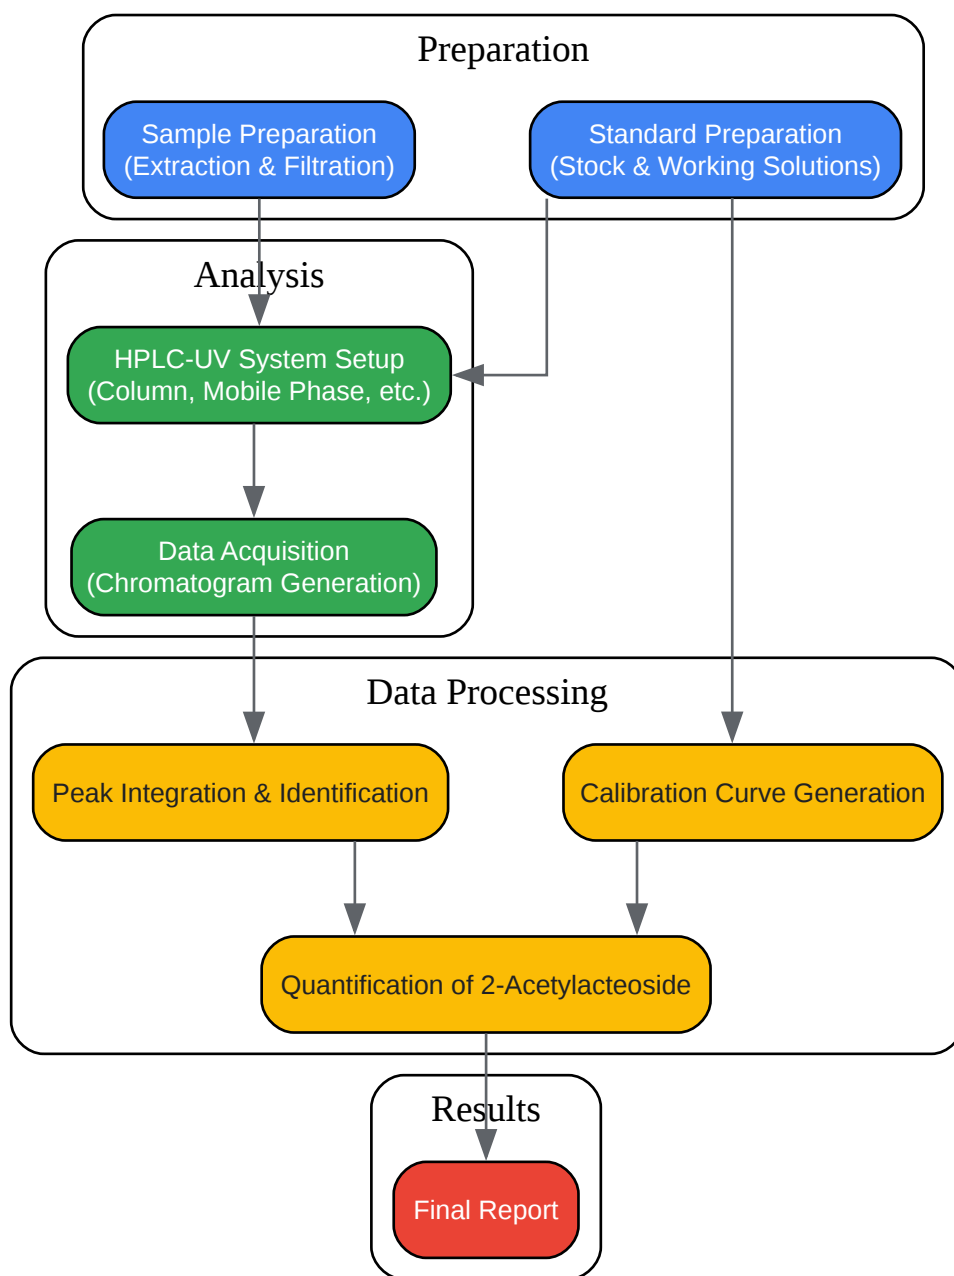 Preparation
Sample Preparation
(Extraction & Filtration)
Standard Preparation
(Stock & Working Solutions)
Analysis
HPLC-UV System Setup
(Column, Mobile Phase, etc.)
Data Acquisition
(Chromatogram Generation)
Data Processing
Peak Integration & Identification
Calibration Curve Generation
Quantification of 2-Acetylacteoside
Results
Final Report